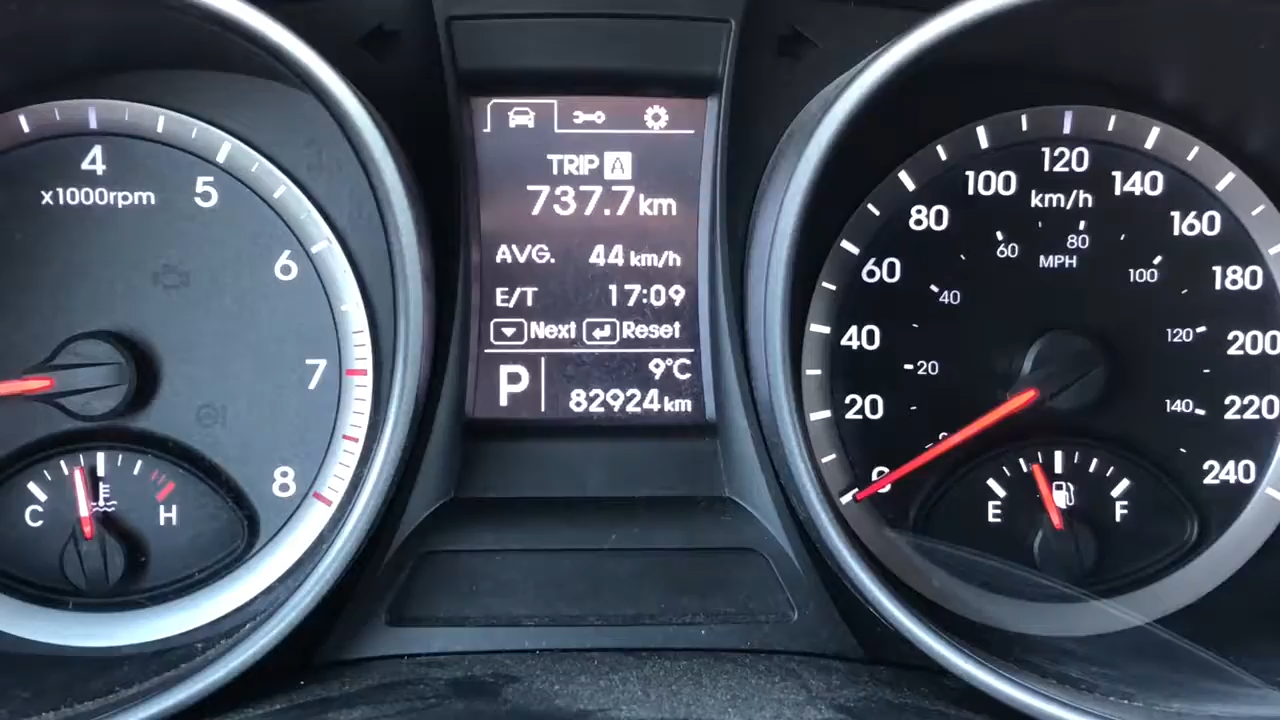 4
x1000rpm
5
6
7
8
C
H
TRIP A
737.7 km
AVG. 44 km/h
E/T 17:09
Next Reset
P
9°C
82924 km
0
20
40
60
80
100
120
140
160
180
200
220
240
km/h
20
40
60
80
100
120
140
MPH
E
F